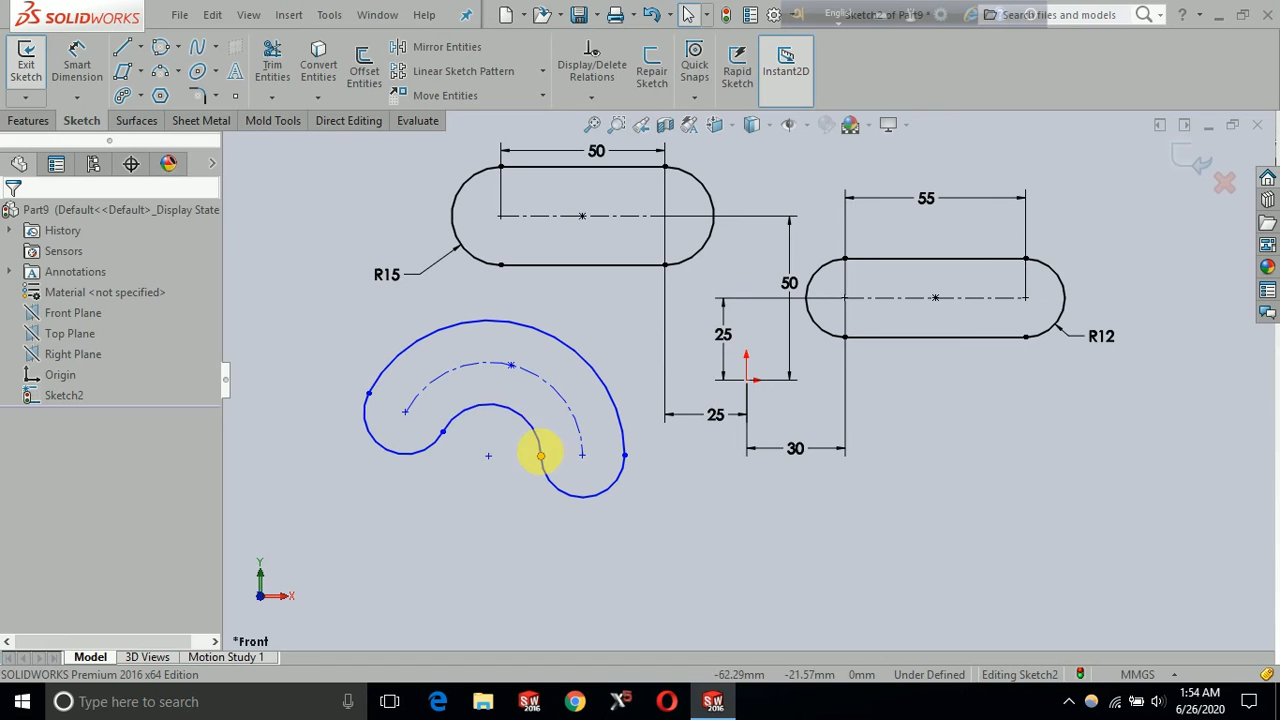 SOLIDWORKS
File Edit View Insert Tools Window Help
English
Sketch2 of Part9 *
Search files and models
?
Exit Sketch
Smart Dimension
Trim Entities
Convert Entities
Offset Entities
Mirror Entities
Linear Sketch Pattern
Move Entities
Display/Delete Relations
Repair Sketch
Quick Snaps
Rapid Sketch
Instant2D
Features Sketch Surfaces Sheet Metal Mold Tools Direct Editing Evaluate
Part9 (Default<<Default>_Display State
History
Sensors
Annotations
Material <not specified>
Front Plane
Top Plane
Right Plane
Origin
Sketch2
50
55
R15
50
25
R12
25
30
Y
X
*Front
Model 3D Views Motion Study 1
SOLIDWORKS Premium 2016 x64 Edition
-62.29mm -21.57mm 0mm Under Defined Editing Sketch2 MMGS
Type here to search
1:54 AM
6/26/2020